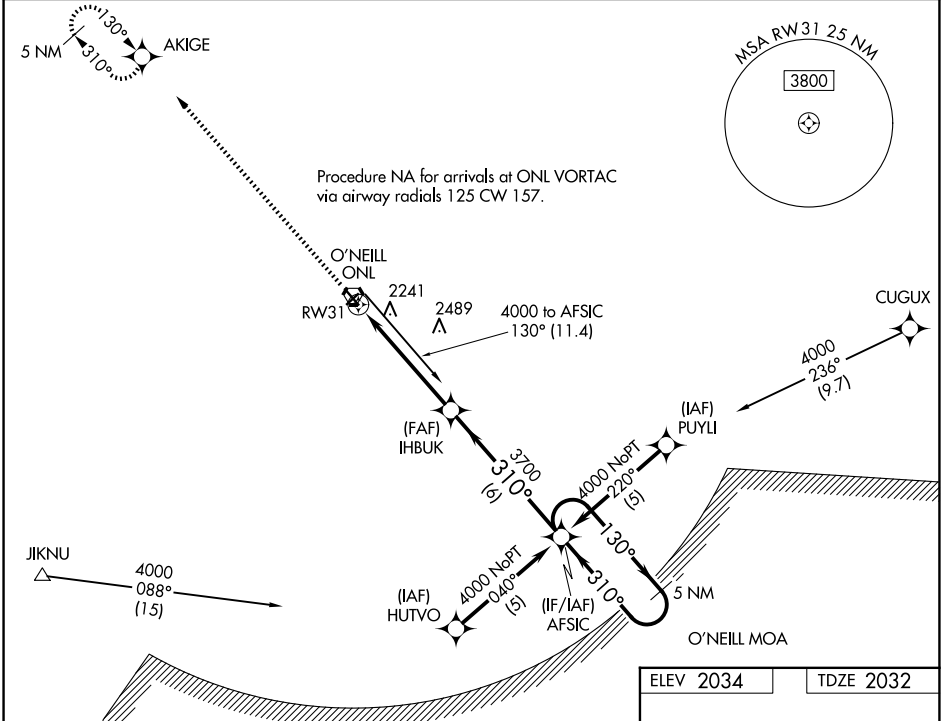 130°
5 NM
310°
AKIGE
MSA RW31 25 NM
3800
Procedure NA for arrivals at ONL VORTAC
via airway radials 125 CW 157.
O'NEILL
ONL
RW31
2241
2489
4000 to AFSIC
130° (11.4)
CUGUX
4000
236°
(9.7)
(FAF)
IHBUK
3700
310°
(6)
(IAF)
PUYLI
4000 NoPT
220°
(5)
130°
310°
5 NM
JIKNU
4000
088°
(15)
(IAF)
HUTVO
4000 NoPT
040°
(5)
(IF/IAF)
AFSIC
O'NEILL MOA
ELEV 2034
TDZE 2032